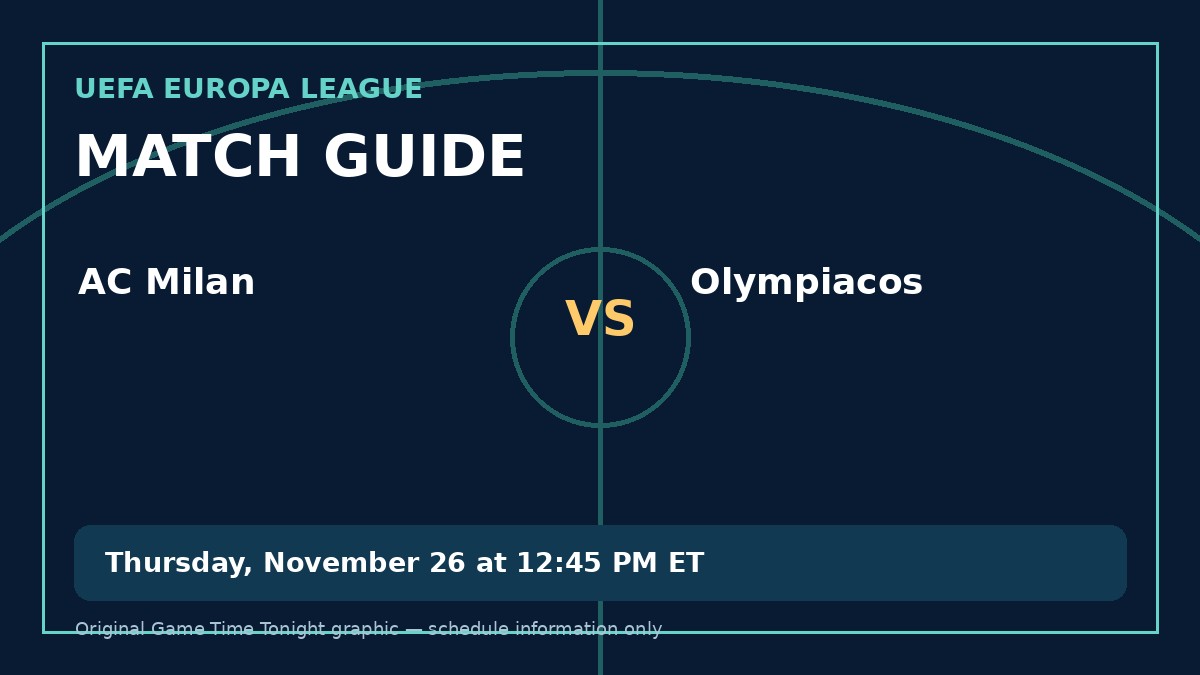 UEFA EUROPA LEAGUE
MATCH GUIDE
AC Milan
VS
Olympiacos
Thursday, November 26 at 12:45 PM ET
Original Game Time Tonight graphic — schedule information only